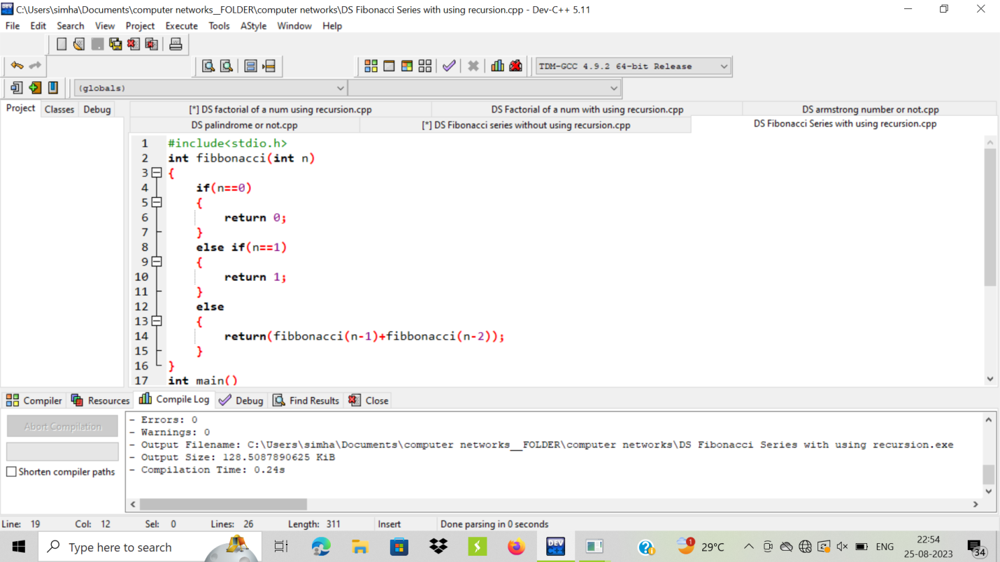 C:\Users\simha\Documents\computer networks__FOLDER\computer networks\DS Fibonacci Series with using recursion.cpp - Dev-C++ 5.11
File Edit Search View Project Execute Tools AStyle Window Help
TDM-GCC 4.9.2 64-bit Release
(globals)
Project Classes Debug
[*] DS factorial of a num using recursion.cpp DS Factorial of a num with using recursion.cpp DS armstrong number or not.cpp
DS palindrome or not.cpp [*] DS Fibonacci series without using recursion.cpp DS Fibonacci Series with using recursion.cpp
1 #include<stdio.h>
2 int fibbonacci(int n)
3 {
4 if(n==0)
5 {
6 return 0;
7 }
8 else if(n==1)
9 {
10 return 1;
11 }
12 else
13 {
14 return(fibbonacci(n-1)+fibbonacci(n-2));
15 }
16 }
17 int main()
Compiler Resources Compile Log Debug Find Results Close
Abort Compilation
Shorten compiler paths
- Errors: 0
- Warnings: 0
- Output Filename: C:\Users\simha\Documents\computer networks__FOLDER\computer networks\DS Fibonacci Series with using recursion.exe
- Output Size: 128.5087890625 KiB
- Compilation Time: 0.24s
Line: 19 Col: 12 Sel: 0 Lines: 26 Length: 311 Insert Done parsing in 0 seconds
Type here to search
DEV C++
1
29°C
ENG
22:54
25-08-2023
34